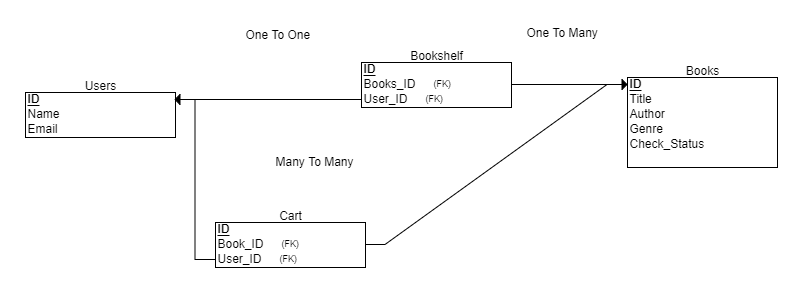 One To One
One To Many
Bookshelf
ID
Books_ID (FK)
User_ID (FK)
Users
ID
Name
Email
Books
ID
Title
Author
Genre
Check_Status
Many To Many
Cart
ID
Book_ID (FK)
User_ID (FK)